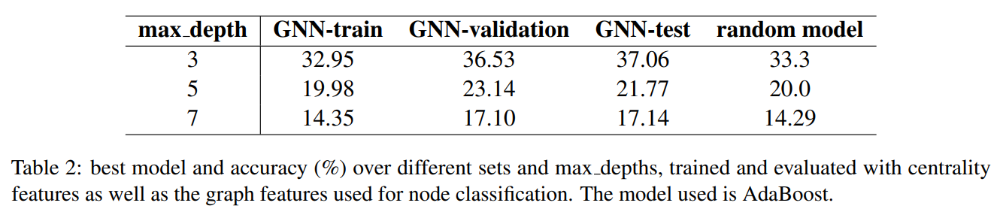 max_depth GNN-train GNN-validation GNN-test random model
3 32.95 36.53 37.06 33.3
5 19.98 23.14 21.77 20.0
7 14.35 17.10 17.14 14.29
Table 2: best model and accuracy (%) over different sets and max_depths, trained and evaluated with centrality
features as well as the graph features used for node classification. The model used is AdaBoost.